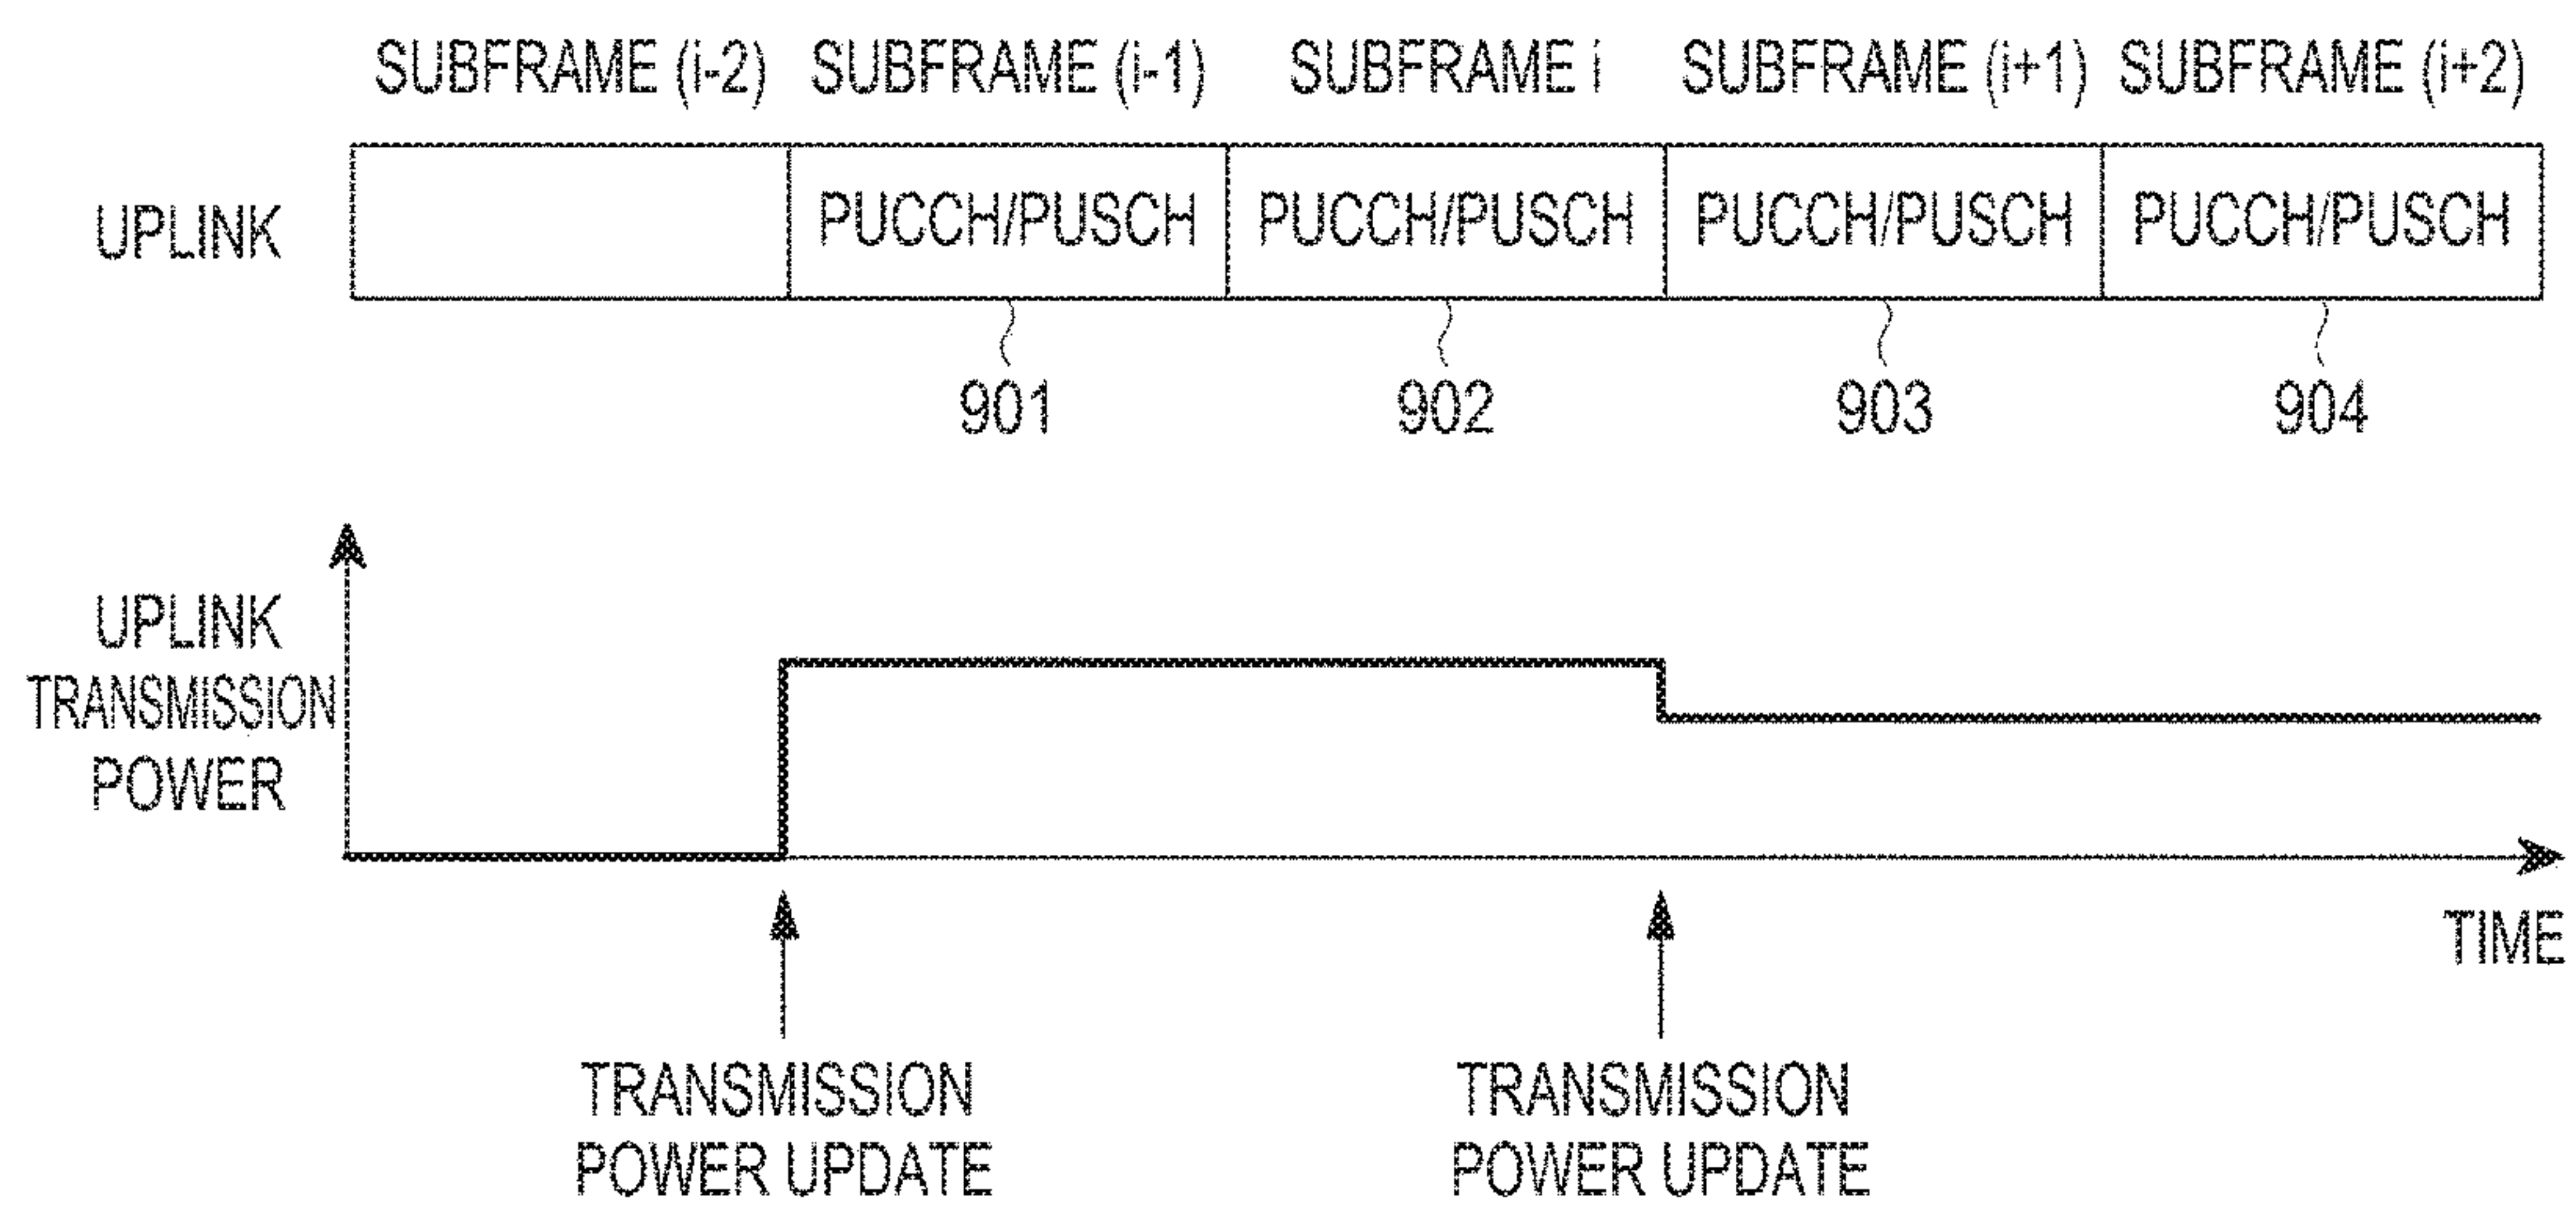 SUBFRAME (i-2) SUBFRAME (i-1) SUBFRAME i SUBFRAME (i+1) SUBFRAME (i+2)
UPLINK PUCCH/PUSCH PUCCH/PUSCH PUCCH/PUSCH PUCCH/PUSCH
901 902 903 904
UPLINK
TRANSMISSION
POWER
TIME
TRANSMISSION
POWER UPDATE
TRANSMISSION
POWER UPDATE